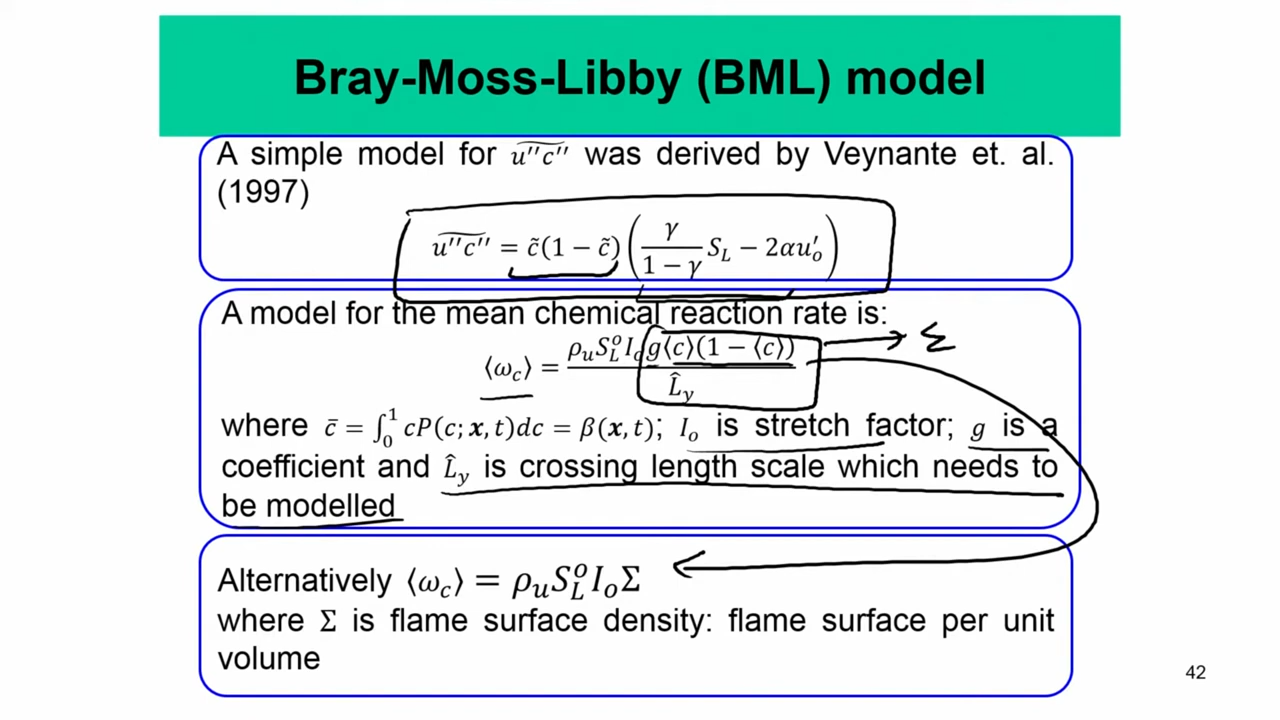 Bray-Moss-Libby (BML) model
A simple model for \widetilde{u''c''} was derived by Veynante et. al.
(1997)
\widetilde{u''c''} = c̃(1 − c̃) (γ/(1 − γ) S_L − 2αu′_o)
A model for the mean chemical reaction rate is:
⟨ω_c⟩ = ρ_u S_L^o I_o g⟨c⟩(1 − ⟨c⟩) / L̂_y → Σ
where c̄ = ∫_0^1 cP(c; x, t)dc = β(x, t); I_o is stretch factor; g is a
coefficient and L̂_y is crossing length scale which needs to
be modelled
Alternatively ⟨ω_c⟩ = ρ_u S_L^o I_o Σ
where Σ is flame surface density: flame surface per unit
volume
42